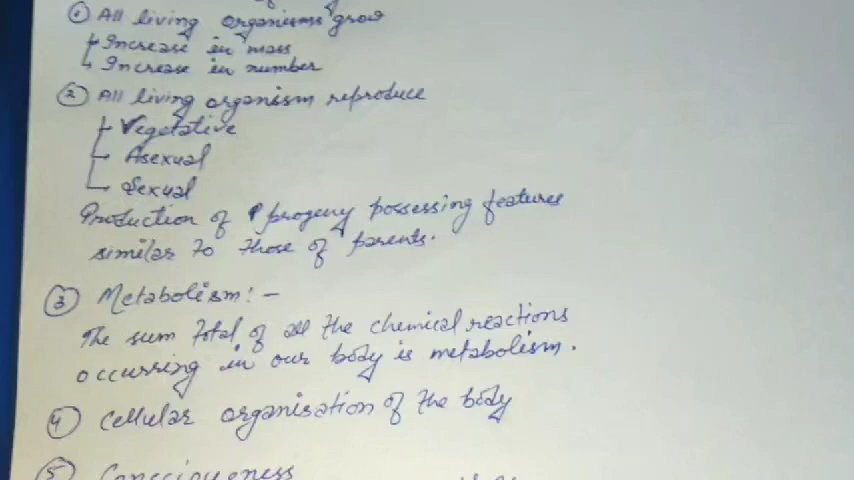 ① All living organisms grow
Increase in mass
Increase in number
② All living organism reproduce
Vegetative
Asexual
Sexual
Production of progeny possessing features
similar to those of parents.
③ Metabolism:-
The sum total of all the chemical reactions
occurring in our body is metabolism.
④ Cellular organisation of the body
⑤ Consciousness